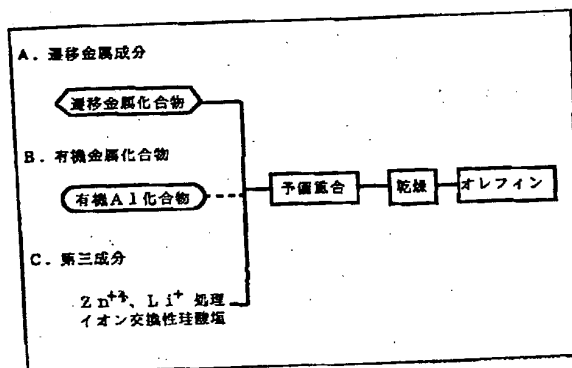 A. 遷移金属成分
遷移金属化合物
B. 有機金属化合物
有機Al化合物
予備重合
乾燥
オレフィン
C. 第三成分
Zn⁺²、Li⁺ 処理
イオン交換性珪酸塩